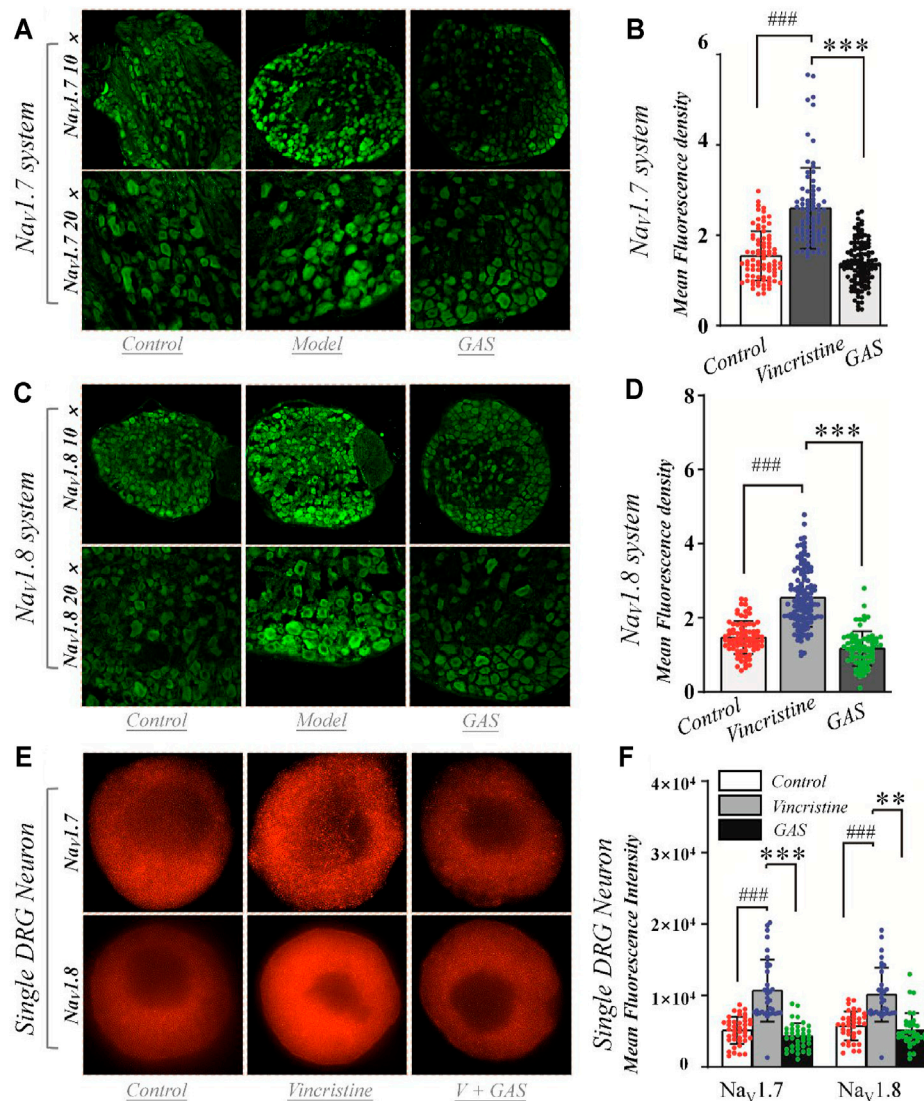 A
Nav1.7 system
Nav1.7 10 ×
Nav1.7 20 ×
Control
Model
GAS
B
Nav1.7 system
Mean Fluorescence density
6
4
2
0
###
***
Control
Vincristine
GAS
C
Nav1.8 system
Nav1.8 10 ×
Nav1.8 20 ×
Control
Model
GAS
D
Nav1.8 system
Mean Fluorescence density
8
6
4
2
0
###
***
Control
Vincristine
GAS
E
Single DRG Neuron
Nav1.7
Nav1.8
Control
Vincristine
V + GAS
F
Single DRG Neuron
Mean Fluorescence Intensity
4×10⁴
3×10⁴
2×10⁴
1×10⁴
0
Control
Vincristine
GAS
###
***
###
**
Nav1.7
Nav1.8